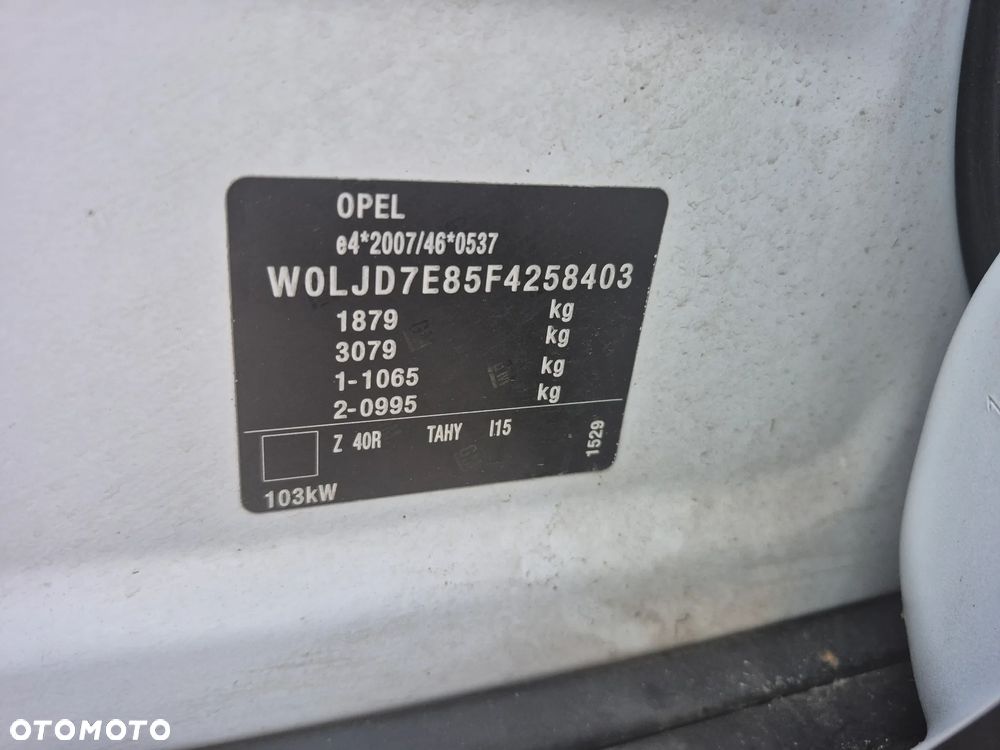 OPEL
e4*2007/46*0537
W0LJD7E85F4258403
1879 kg
3079 kg
1-1065 kg
2-0995 kg
Z 40R TAHY I15
1529
103kW
OTOMOTO